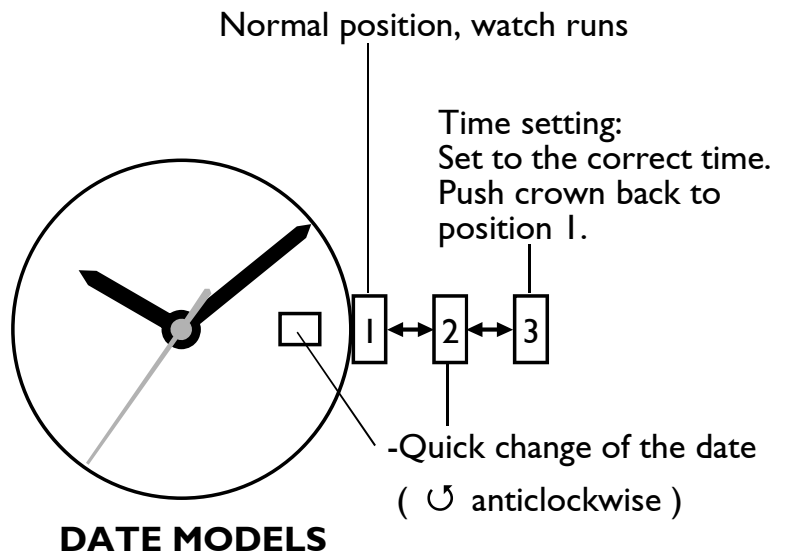 Normal position, watch runs
Time setting:
Set to the correct time.
Push crown back to
position 1.
1
2
3
-Quick change of the date
( ↺ anticlockwise )
DATE MODELS